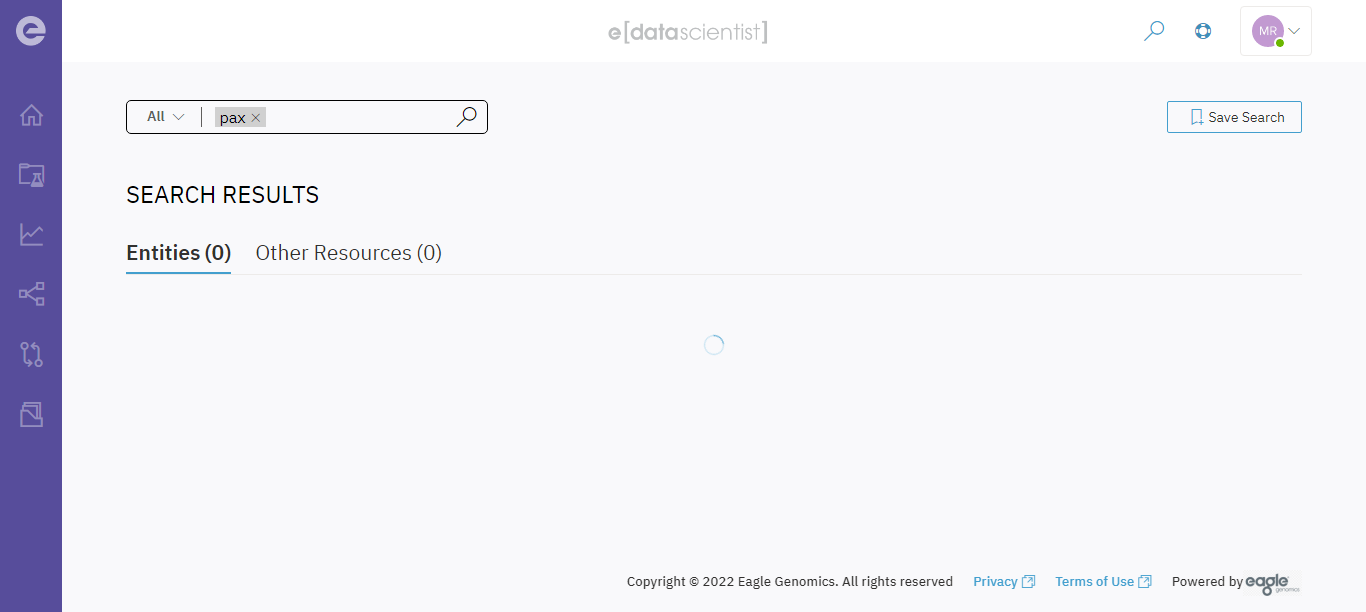 e[datascientist]
MR
All
pax ×
Save Search
SEARCH RESULTS
Entities (0) Other Resources (0)
Copyright © 2022 Eagle Genomics. All rights reserved Privacy Terms of Use Powered by eagle genomics